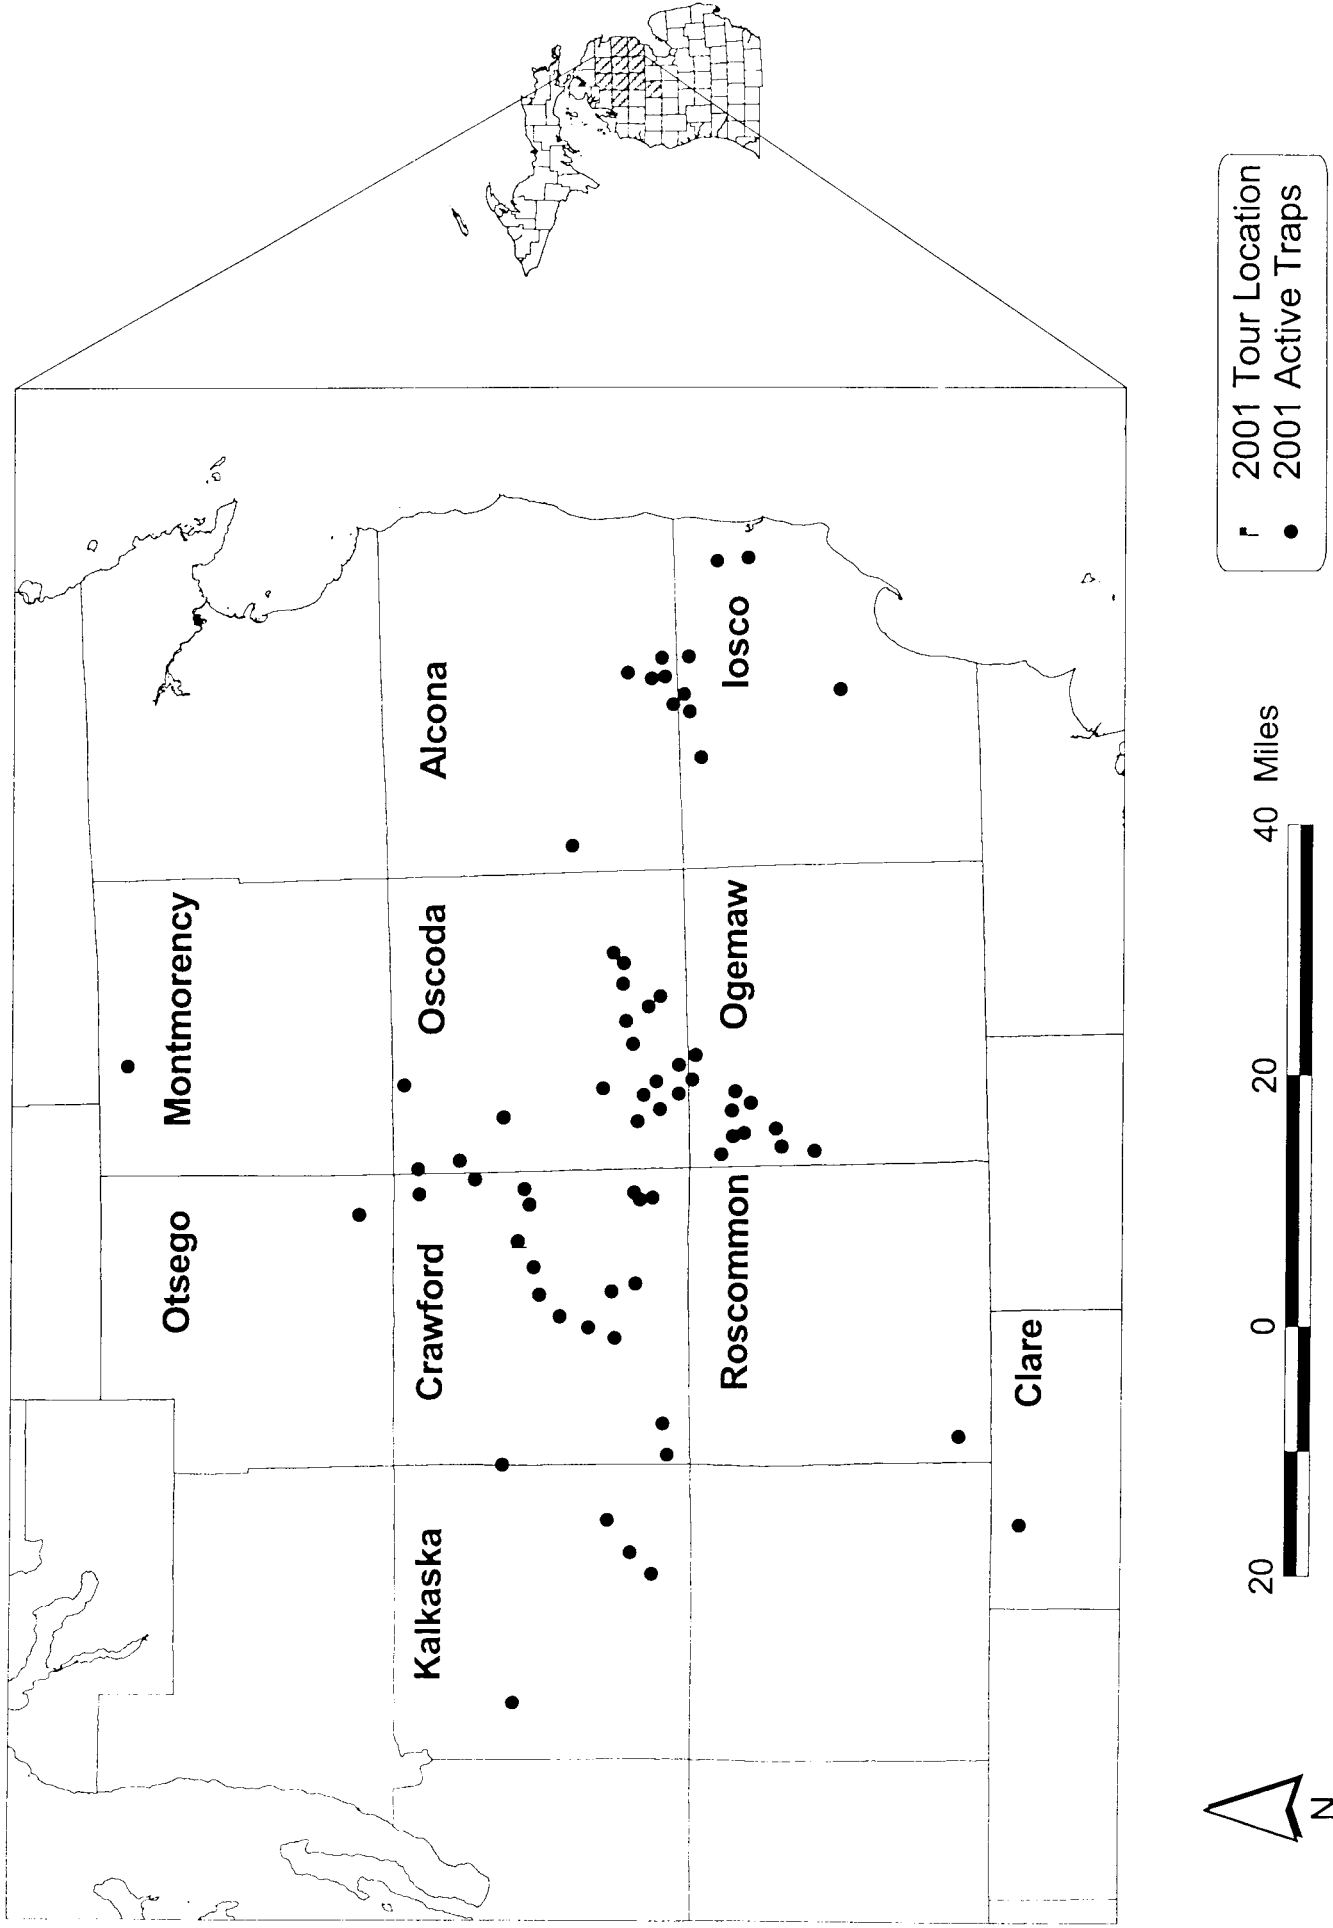 Otsego
Montmorency
Kalkaska
Crawford
Oscoda
Alcona
Roscommon
Ogemaw
Iosco
Clare
N
20 0 20 40 Miles
2001 Tour Location
2001 Active Traps